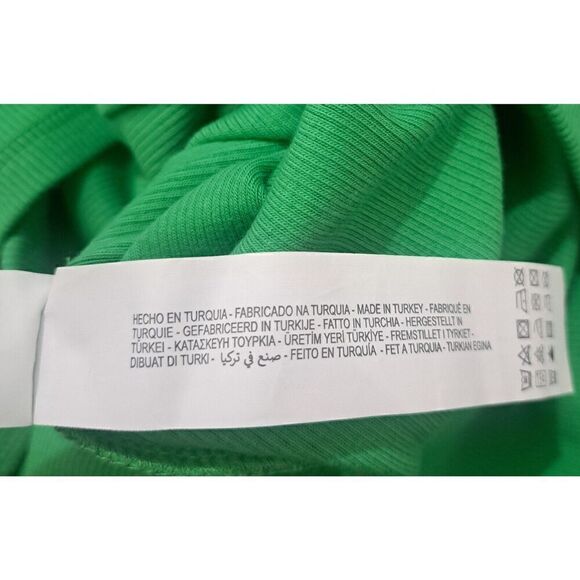 HECHO EN TURQUIA - FABRICADO NA TURQUIA - MADE IN TURKEY - FABRIQUÉ EN
TURQUIE - GEFABRICEERD IN TURKIJE - FATTO IN TURCHIA - HERGESTELLT IN
TÜRKEI - ΚΑΤΑΣΚΕΥΗ ΤΟΥΡΚΙΑ - ÜRETİM YERİ TÜRKİYE - FREMSTILLET I TYRKIET -
DIBUAT DI TURKI - صنع في تركيا - FEITO EN TURQUÍA - FET A TURQUIA - TURKIAN EGINA